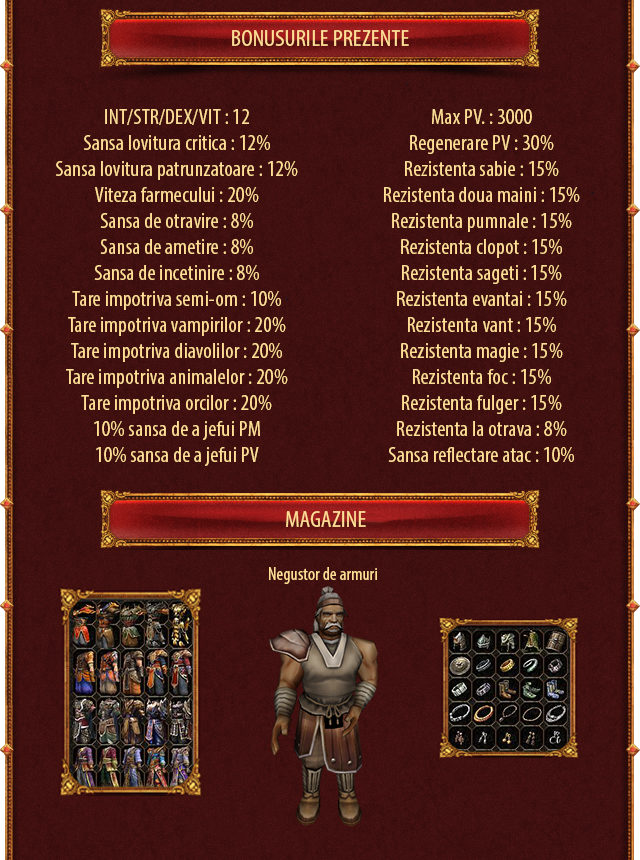 BONUSURILE PREZENTE
INT/STR/DEX/VIT : 12
Sansa lovitura critica : 12%
Sansa lovitura patrunzatoare : 12%
Viteza farmecului : 20%
Sansa de otravire : 8%
Sansa de ametire : 8%
Sansa de incetinire : 8%
Tare impotriva semi-om : 10%
Tare impotriva vampirilor : 20%
Tare impotriva diavolilor : 20%
Tare impotriva animalelor : 20%
Tare impotriva orcilor : 20%
10% sansa de a jefui PM
10% sansa de a jefui PV
Max PV. : 3000
Regenerare PV : 30%
Rezistenta sabie : 15%
Rezistenta doua maini : 15%
Rezistenta pumnale : 15%
Rezistenta clopot : 15%
Rezistenta sageti : 15%
Rezistenta evantai : 15%
Rezistenta vant : 15%
Rezistenta magie : 15%
Rezistenta foc : 15%
Rezistenta fulger : 15%
Rezistenta la otrava : 8%
Sansa reflectare atac : 10%
MAGAZINE
Negustor de armuri